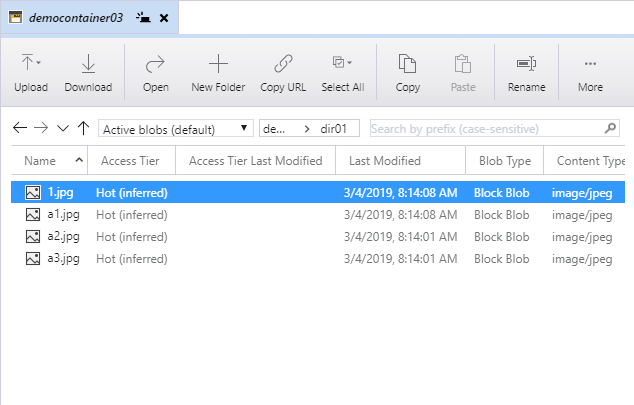 democontainer03
Upload Download Open New Folder Copy URL Select All Copy Paste Rename More
Active blobs (default) de... dir01 Search by prefix (case-sensitive)
Name Access Tier Access Tier Last Modified Last Modified Blob Type Content Type
1.jpg Hot (inferred) 3/4/2019, 8:14:08 AM Block Blob image/jpeg
a1.jpg Hot (inferred) 3/4/2019, 8:14:08 AM Block Blob image/jpeg
a2.jpg Hot (inferred) 3/4/2019, 8:14:01 AM Block Blob image/jpeg
a3.jpg Hot (inferred) 3/4/2019, 8:14:01 AM Block Blob image/jpeg